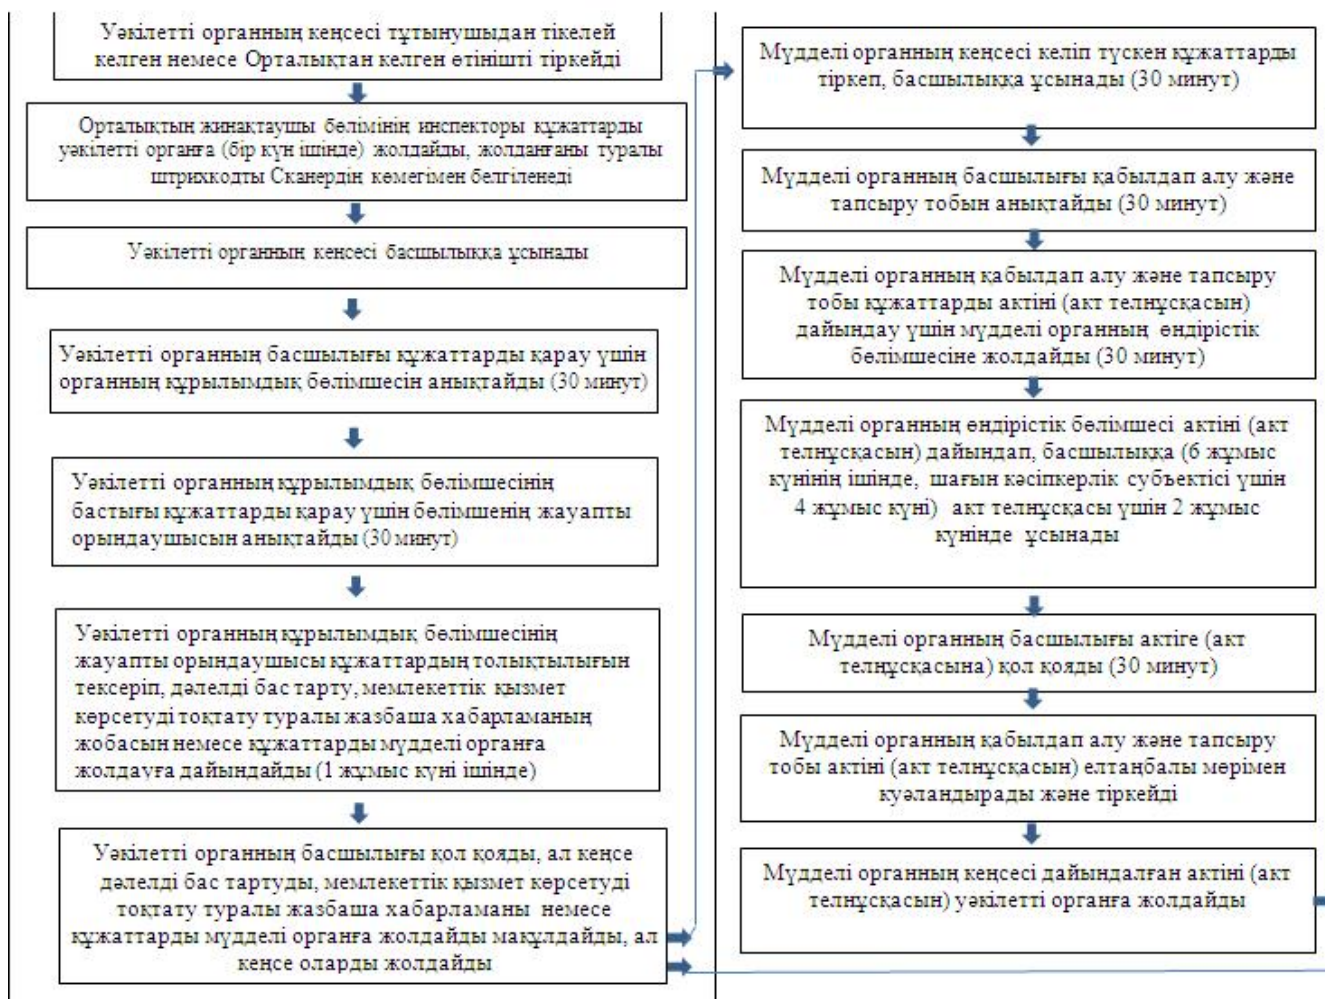 Уәкілетті органның кеңсесі тұтынушыдан тікелей
келген немесе Орталықтан келген өтінішті тіркейді
Орталықтың жинақтаушы бөлімінің инспекторы құжаттарды
уәкілетті органға (бір күн ішінде) жолдайды, жолданғаны туралы
штрихкодты Сканердің көмегімен белгіленеді
Уәкілетті органның кеңсесі басшылыққа ұсынады
Уәкілетті органның басшылығы құжаттарды қарау үшін
органның құрылымдық бөлімшесін анықтайды (30 минут)
Уәкілетті органның құрылымдық бөлімшесінің
бастығы құжаттарды қарау үшін бөлімшенің жауапты
орындаушысын анықтайды (30 минут)
Уәкілетті органның құрылымдық бөлімшесінің
жауапты орындаушысы құжаттардың толықтылығын
тексеріп, дәлелді бас тарту, мемлекеттік қызмет
көрсетуді тоқтату туралы жазбаша хабарламаның
жобасын немесе құжаттарды мүдделі органға
жолдауға дайындайды (1 жұмыс күні ішінде)
Уәкілетті органның басшылығы қол қояды, ал кеңсе
дәлелді бас тартуды, мемлекеттік қызмет көрсетуді
тоқтату туралы жазбаша хабарламаны немесе
құжаттарды мүдделі органға жолдайды мақұлдайды, ал
кеңсе оларды жолдайды
Мүдделі органның кеңсесі келіп түскен құжаттарды
тіркеп, басшылыққа ұсынады (30 минут)
Мүдделі органның басшылығы қабылдап алу және
тапсыру тобын анықтайды (30 минут)
Мүдделі органның қабылдап алу және тапсыру
тобы құжаттарды актіні (акт телнұсқасын)
дайындау үшін мүдделі органның өндірістік
бөлімшесіне жолдайды (30 минут)
Мүдделі органның өндірістік бөлімшесі актіні (акт
телнұсқасын) дайындап, басшылыққа (6 жұмыс
күнінің ішінде, шағын кәсіпкерлік субъектісі үшін
4 жұмыс күні) акт телнұсқасы үшін 2 жұмыс
күнінде ұсынады
Мүдделі органның басшылығы актіге (акт
телнұсқасына) қол қояды (30 минут)
Мүдделі органның қабылдап алу және тапсыру
тобы актіні (акт телнұсқасын) елтаңбалы мөрімен
куәландырады және тіркейді
Мүдделі органның кеңсесі дайындалған актіні (акт
телнұсқасын) уәкілетті органға жолдайды